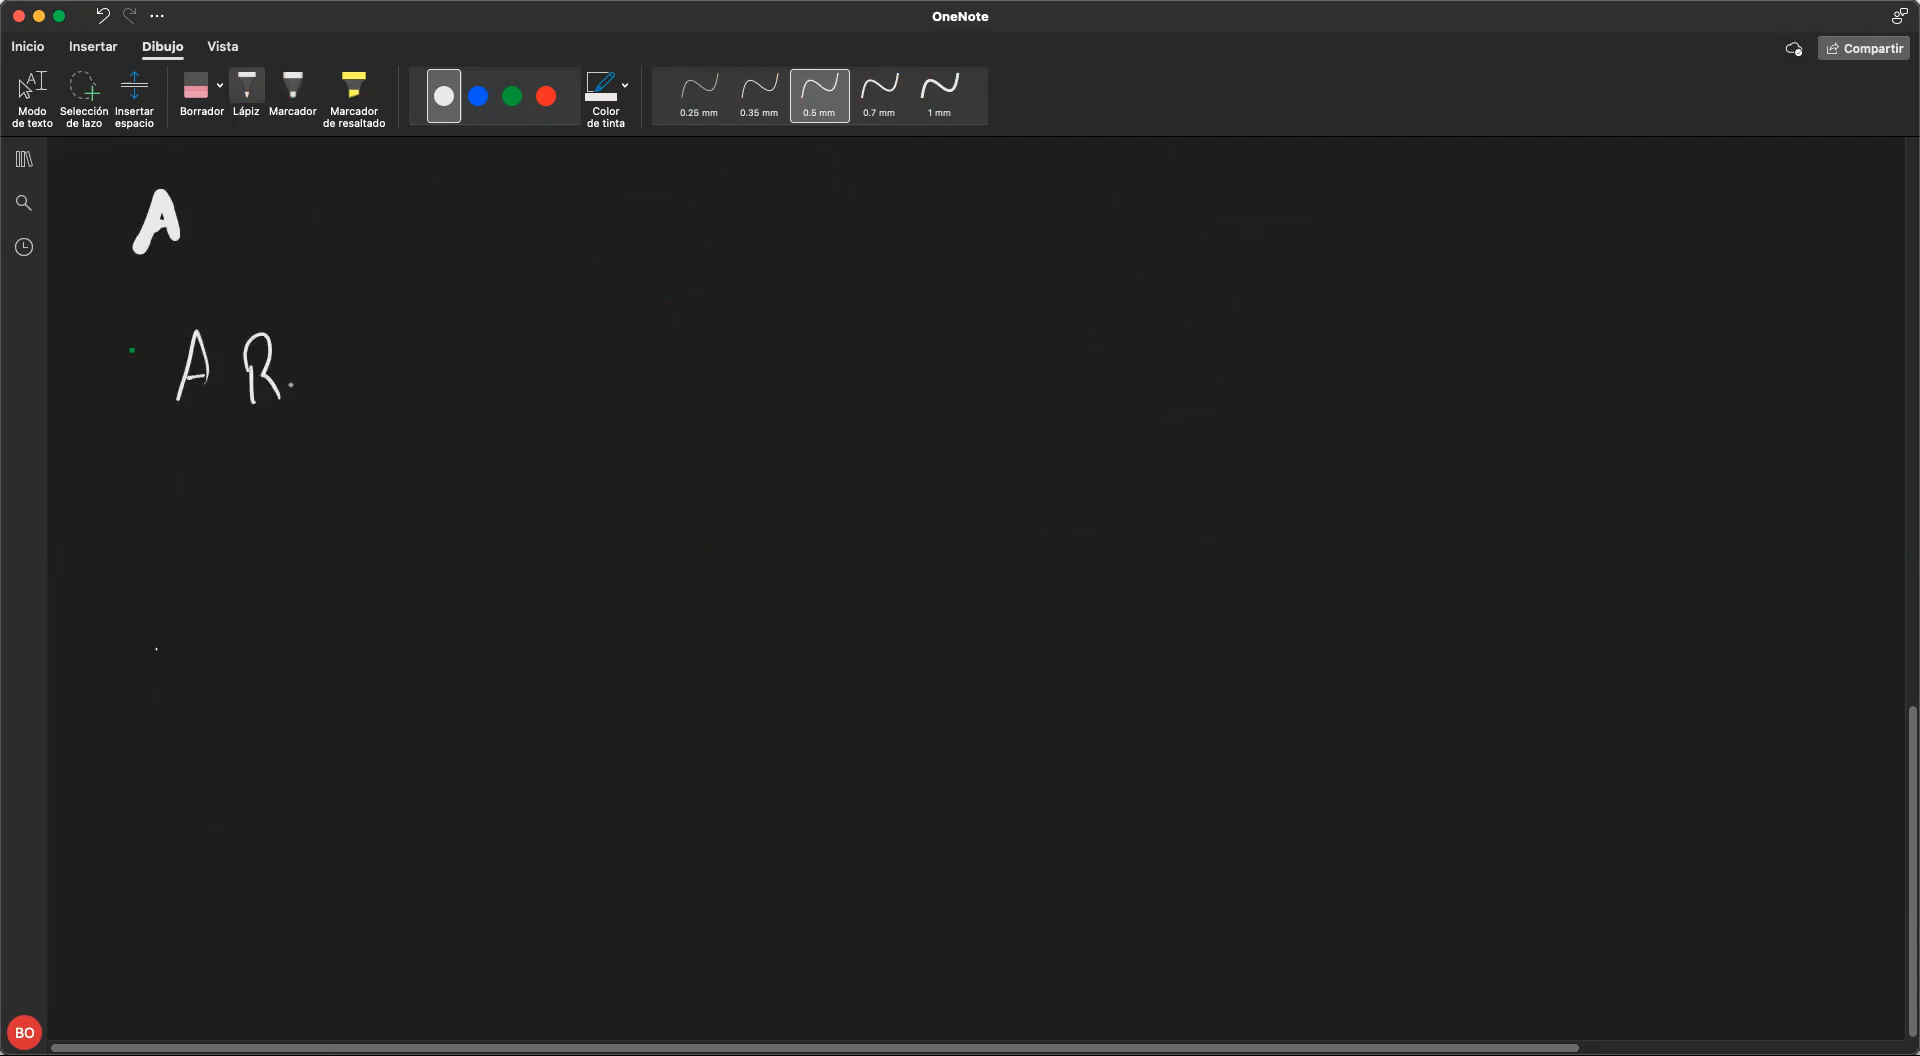 OneNote
Inicio Insertar Dibujo Vista
Compartir
Modo de texto Selección de lazo Insertar espacio Borrador Lápiz Marcador Marcador de resaltado Color de tinta 0.25 mm 0.35 mm 0.5 mm 0.7 mm 1 mm
A
A R.
BO